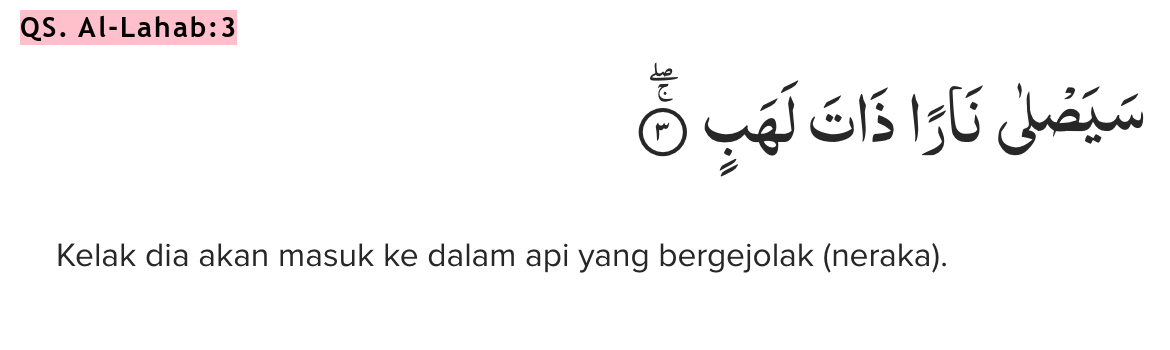 QS. Al-Lahab:3
سَيَصْلٰى نَارًا ذَاتَ لَهَبٍ ۖۚ ٣
Kelak dia akan masuk ke dalam api yang bergejolak (neraka).